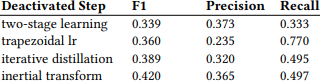 Deactivated Step F1 Precision Recall
two-stage learning 0.339 0.373 0.333
trapezoidal lr 0.360 0.235 0.770
iterative distillation 0.389 0.320 0.495
inertial transform 0.420 0.365 0.497